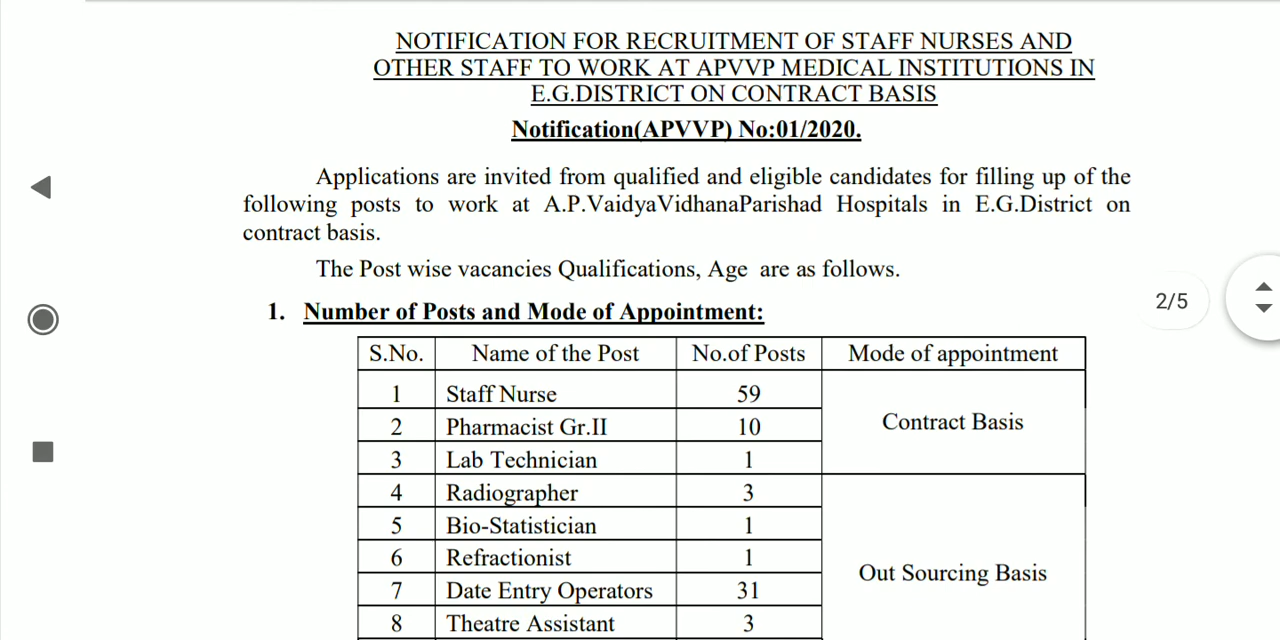 NOTIFICATION FOR RECRUITMENT OF STAFF NURSES AND
OTHER STAFF TO WORK AT APVVP MEDICAL INSTITUTIONS IN
E.G.DISTRICT ON CONTRACT BASIS
Notification(APVVP) No:01/2020.
Applications are invited from qualified and eligible candidates for filling up of the
following posts to work at A.P.VaidyaVidhanaParishad Hospitals in E.G.District on
contract basis.
The Post wise vacancies Qualifications, Age are as follows.
2/5
1. Number of Posts and Mode of Appointment:
S.No. Name of the Post No.of Posts Mode of appointment
1 Staff Nurse 59
2 Pharmacist Gr.II 10 Contract Basis
3 Lab Technician 1
4 Radiographer 3
5 Bio-Statistician 1
6 Refractionist 1
7 Date Entry Operators 31 Out Sourcing Basis
8 Theatre Assistant 3